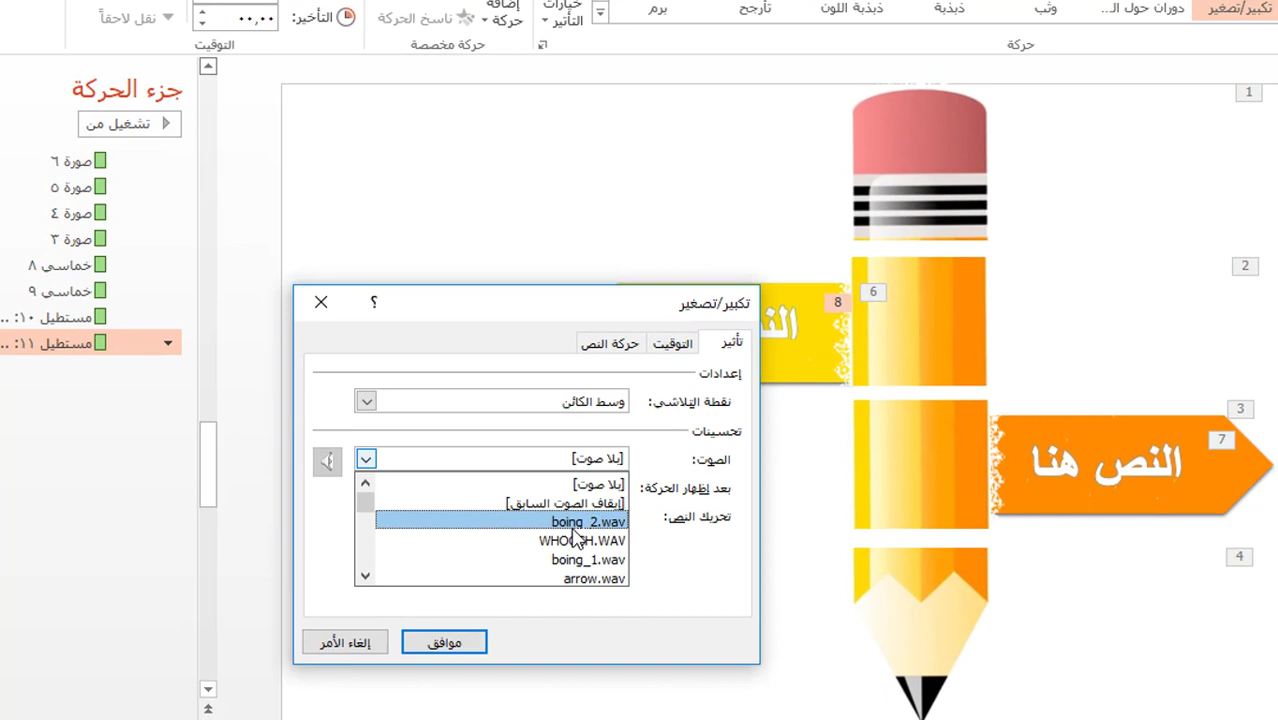 تكبير/تصغير
دوران حول الـ...
وثب
ذبذبة
ذبذبة اللون
تأرجح
برم
خيارات
التأثير
إضافة
حركة
ناسخ الحركة
التأخير:
٠٠,٠٠
نقل لاحقاً
حركة
حركة مخصصة
التوقيت
جزء الحركة
تشغيل من
صورة ٦
صورة ٥
صورة ٤
صورة ٣
خماسي ٨
خماسي ٩
مستطيل ١٠: ...
مستطيل ١١: ...
1
2
3
4
6
7
8
النص هنا
الن
تكبير/تصغير
؟
تأثير
التوقيت
حركة النص
إعدادات
نقطة التلاشي:
وسط الكائن
تحسينات
الصوت:
[بلا صوت]
بعد إظهار الحركة:
تحريك النص:
[بلا صوت]
[إيقاف الصوت السابق]
boing_2.wav
WHOOSH.WAV
boing_1.wav
arrow.wav
موافق
إلغاء الأمر